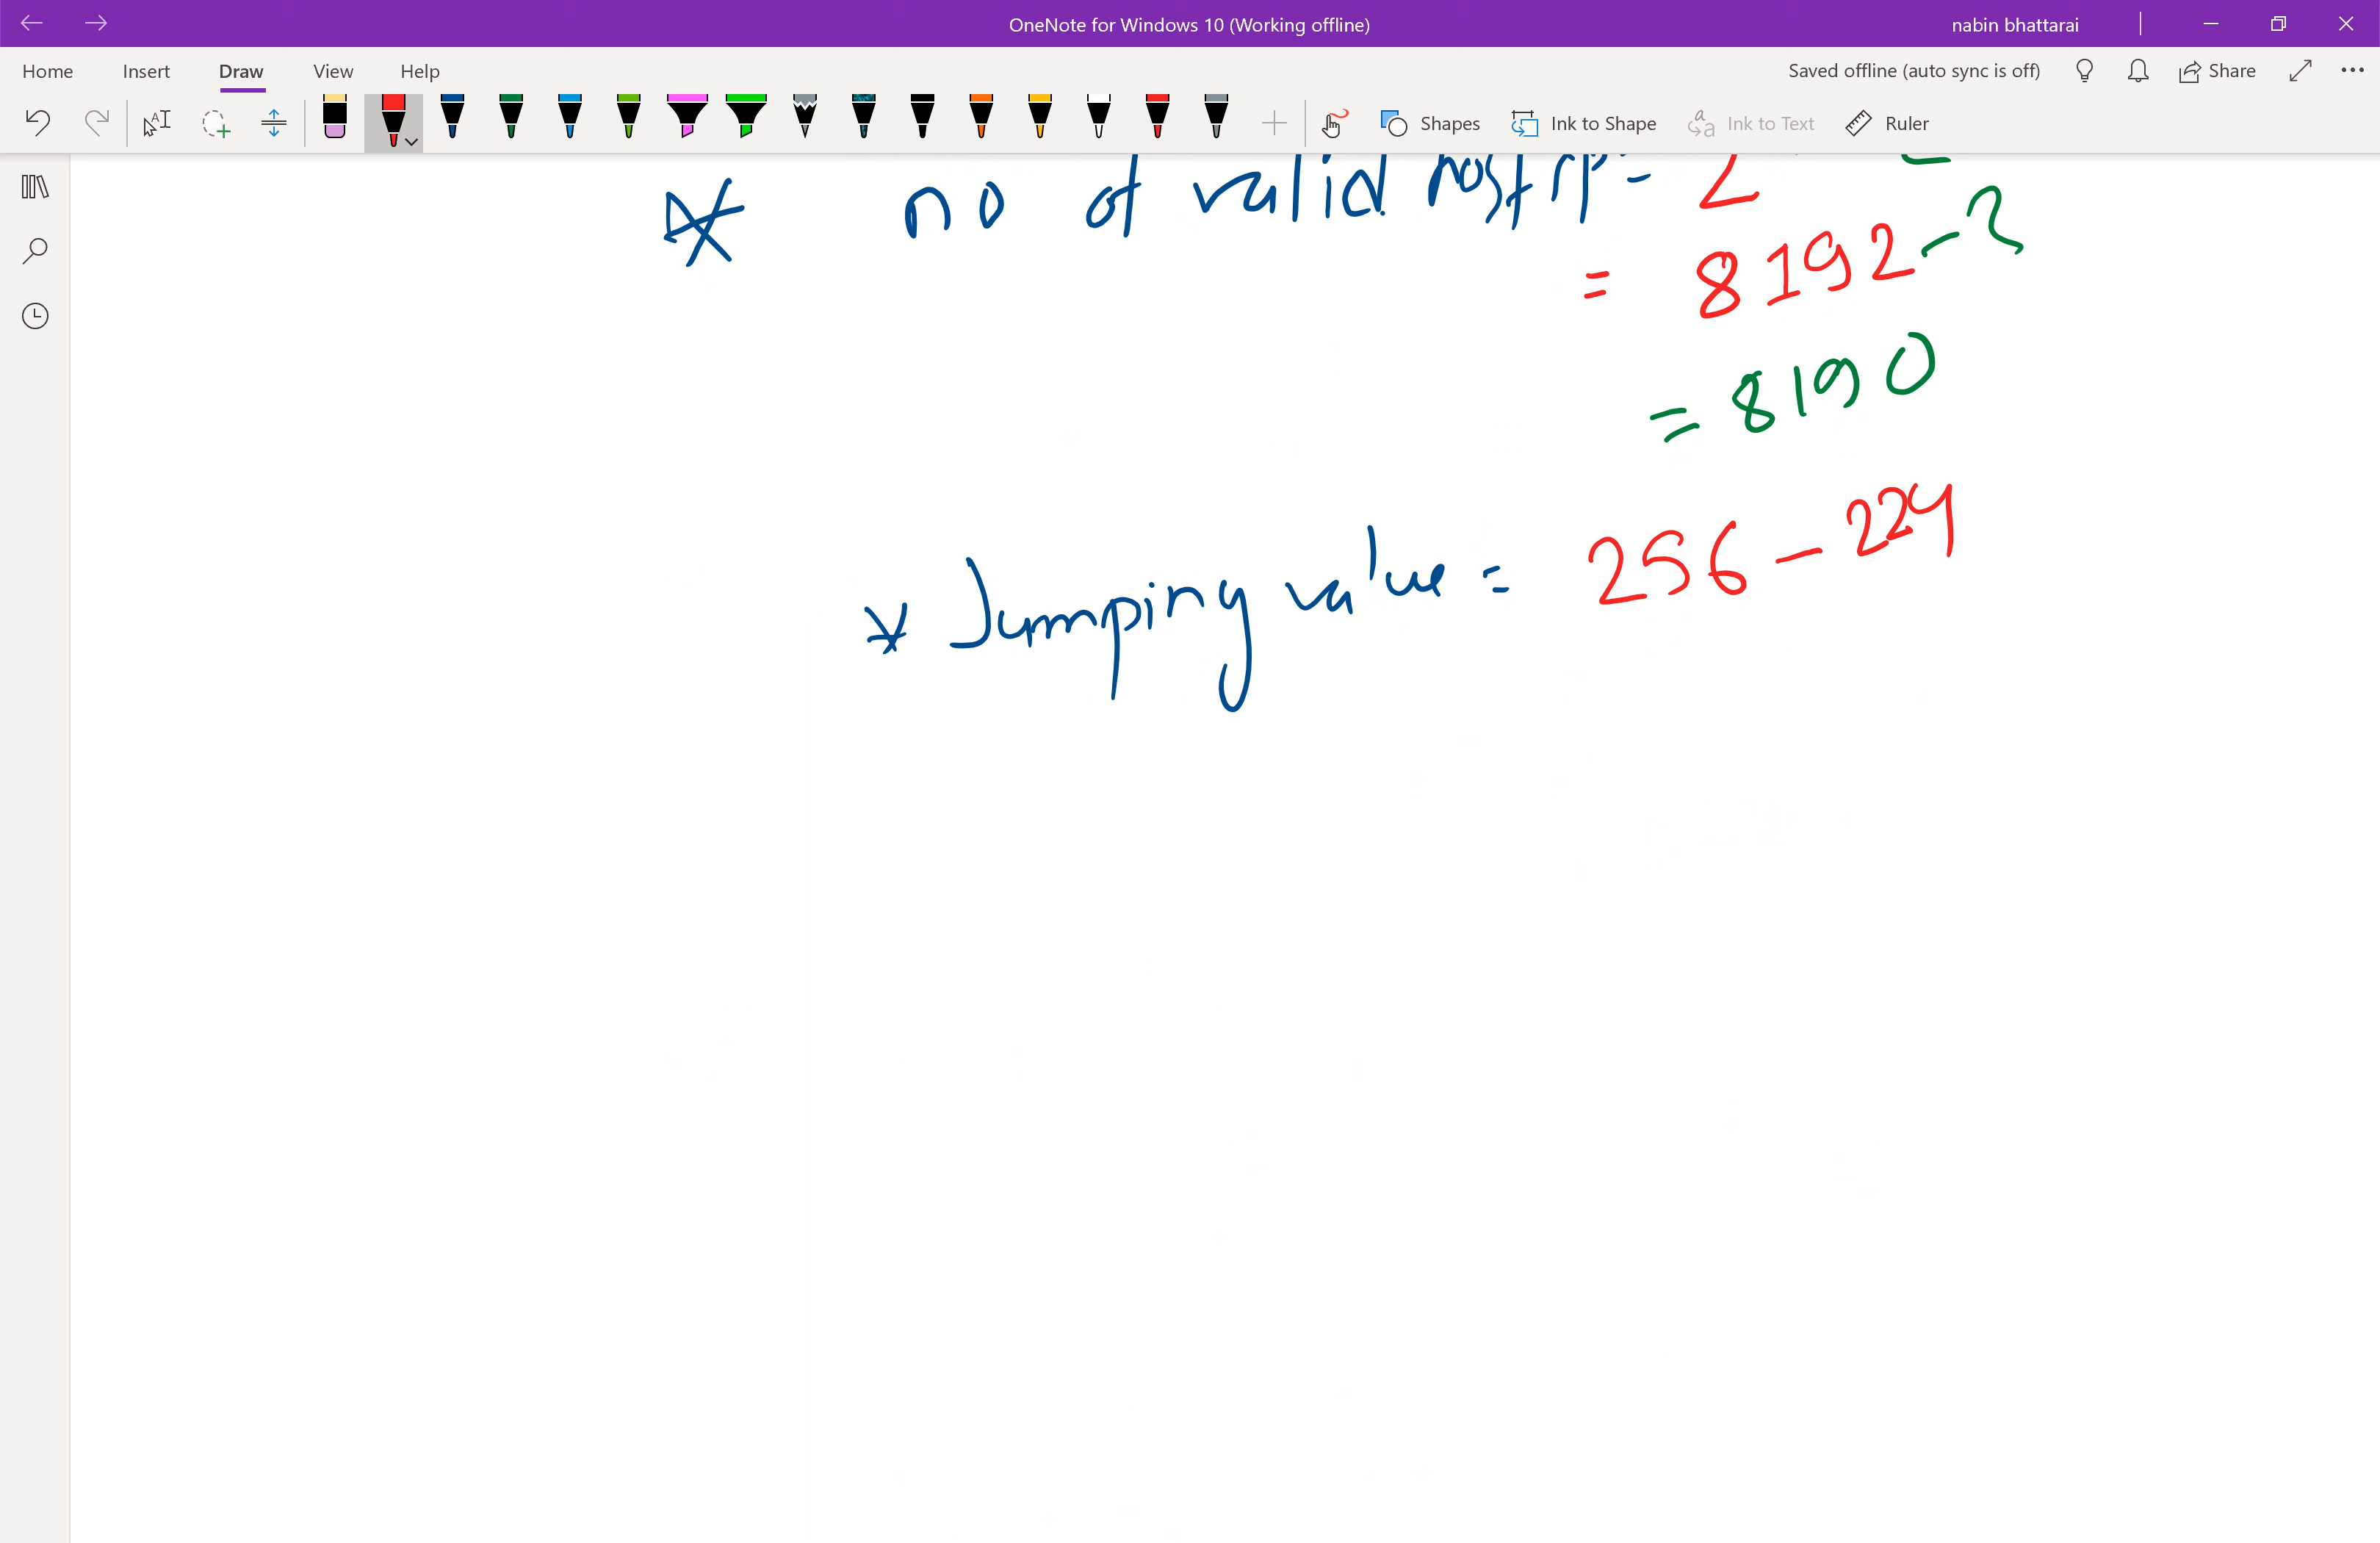 OneNote for Windows 10 (Working offline)
nabin bhattarai
Home Insert Draw View Help
Saved offline (auto sync is off) Share
Shapes Ink to Shape Ink to Text Ruler
* no of valid host IP = 2
= 8192 - 2
= 8190
* Jumping value = 256 - 224